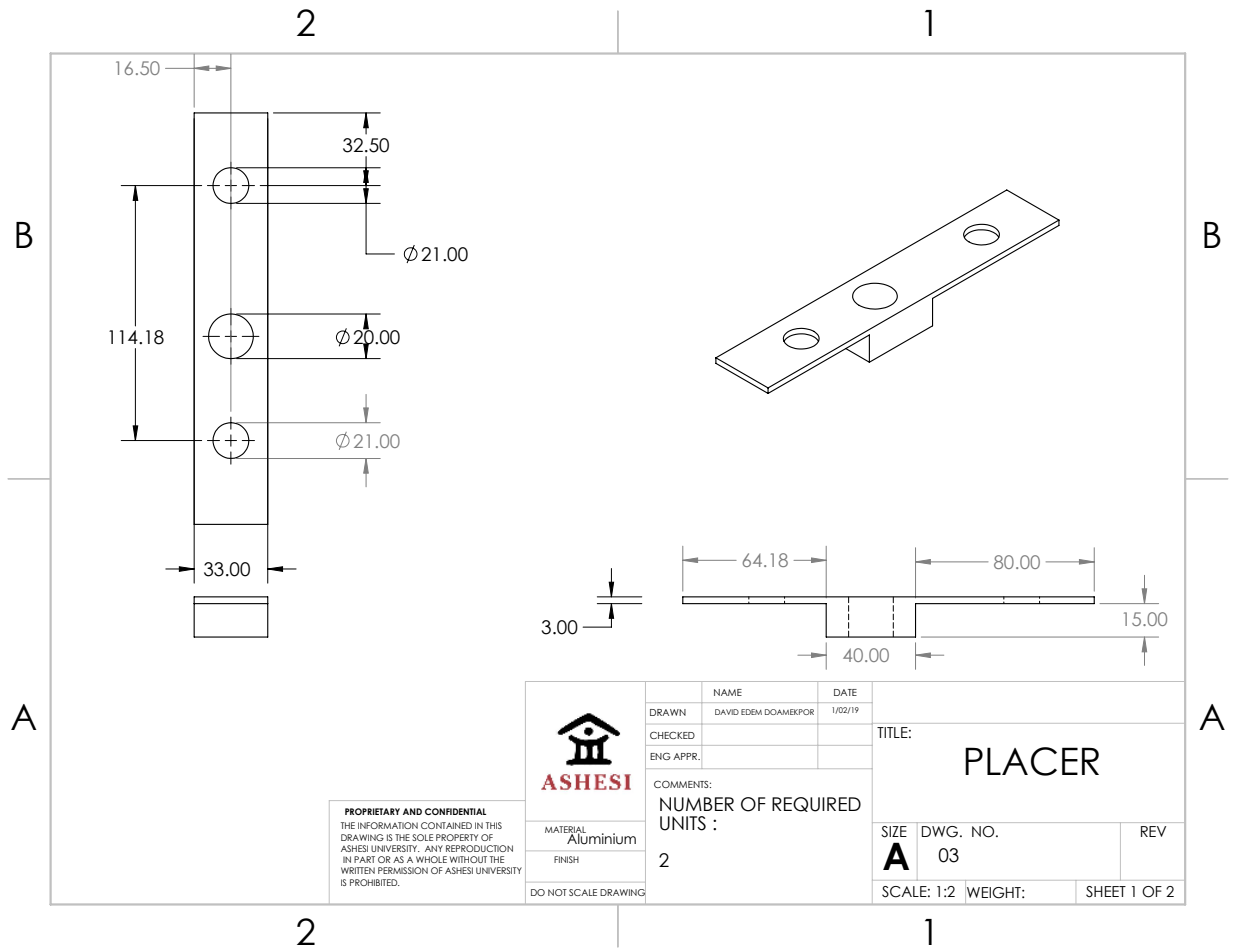 2
1
16.50
32.50
B
B
⌀21.00
114.18
⌀20.00
⌀21.00
33.00
64.18
80.00
3.00
15.00
40.00
A
A
NAME
DATE
DRAWN
DAVID EDEM DOAMEKPOR
1/02/19
CHECKED
ENG APPR.
TITLE:
PLACER
ASHESI
COMMENTS:
NUMBER OF REQUIRED
UNITS :
2
PROPRIETARY AND CONFIDENTIAL
THE INFORMATION CONTAINED IN THIS
DRAWING IS THE SOLE PROPERTY OF
ASHESI UNIVERSITY. ANY REPRODUCTION
IN PART OR AS A WHOLE WITHOUT THE
WRITTEN PERMISSION OF ASHESI UNIVERSITY
IS PROHIBITED.
MATERIAL
Aluminium
FINISH
DO NOT SCALE DRAWING
SIZE
A
DWG. NO.
03
REV
SCALE: 1:2
WEIGHT:
SHEET 1 OF 2
2
1